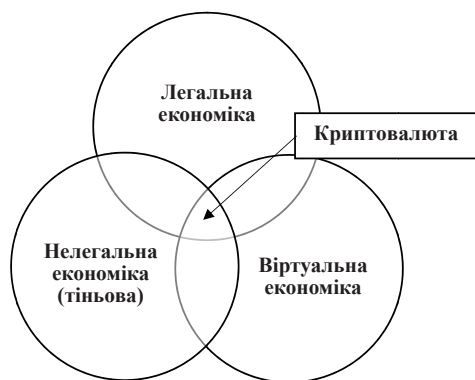 Легальна
економіка
Криптовалюта
Нелегальна
економіка
(тіньова)
Віртуальна
економіка